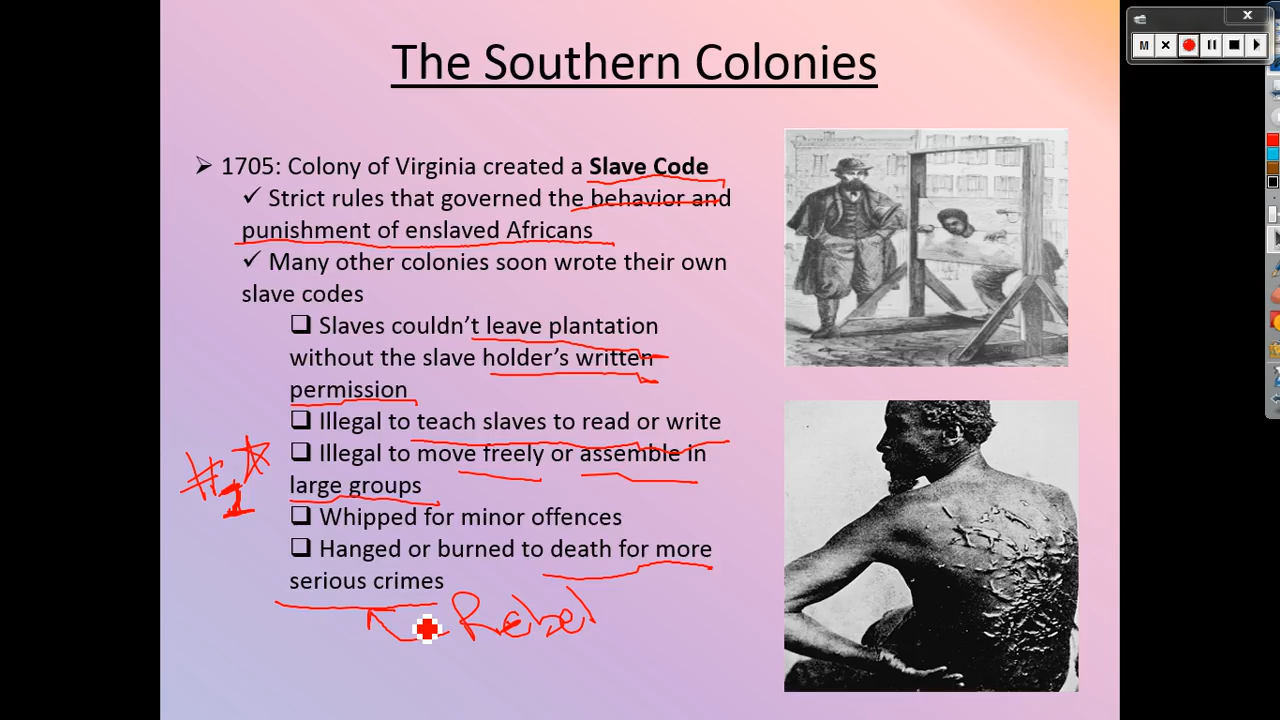 The Southern Colonies
➢ 1705: Colony of Virginia created a Slave Code
✓ Strict rules that governed the behavior and
punishment of enslaved Africans
✓ Many other colonies soon wrote their own
slave codes
❑ Slaves couldn't leave plantation
without the slave holder's written
permission
❑ Illegal to teach slaves to read or write
❑ Illegal to move freely or assemble in
large groups
#1
❑ Whipped for minor offences
❑ Hanged or burned to death for more
serious crimes
Rebel
M